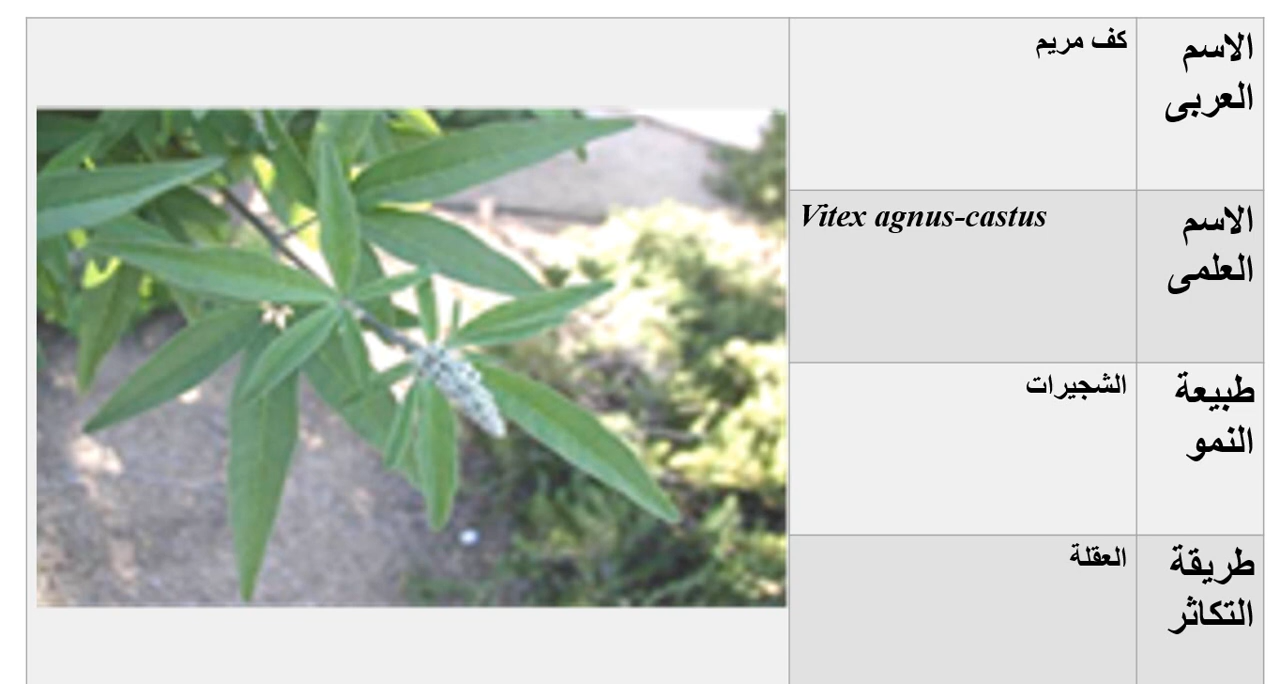 الاسم
العربى
كف مريم
الاسم
العلمى
Vitex agnus-castus
طبيعة
النمو
الشجيرات
طريقة
التكاثر
العقلة